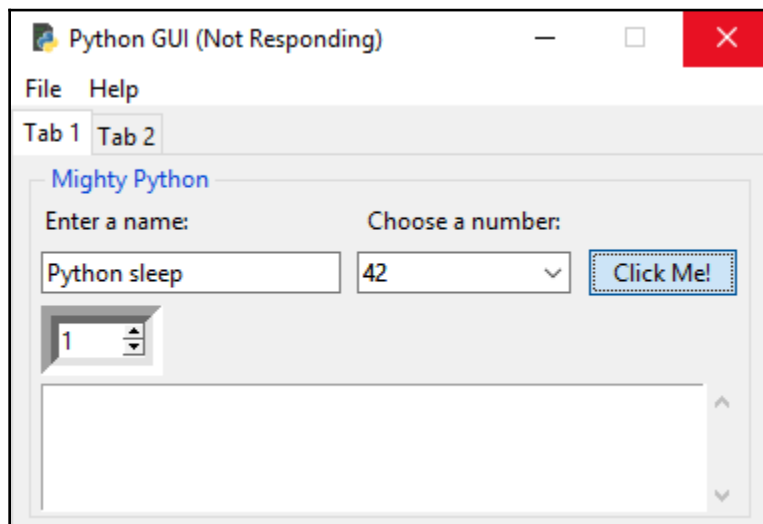 Python GUI (Not Responding)
File Help
Tab 1 Tab 2
Mighty Python
Enter a name: Choose a number:
Python sleep 42 Click Me!
1